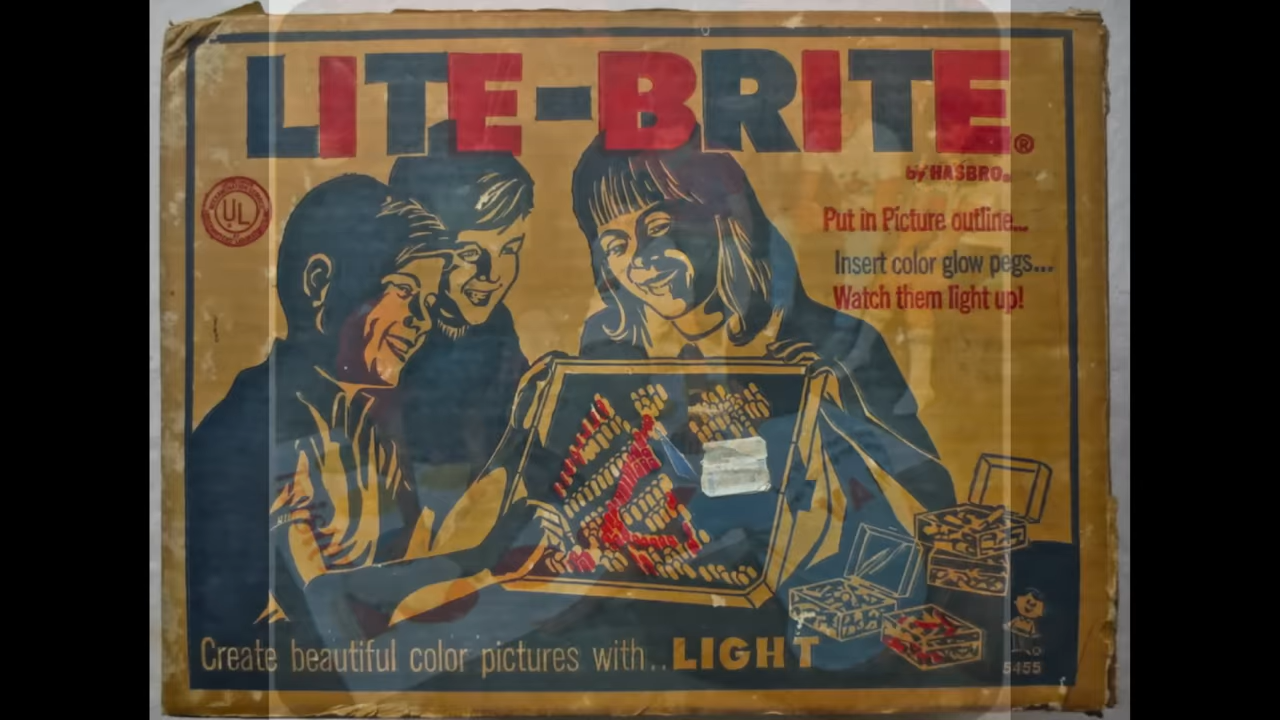 LITE-BRITE®
by HASBRO®
UL
Put in Picture outline...
Insert color glow pegs...
Watch them light up!
Create beautiful color pictures with..LIGHT
5455